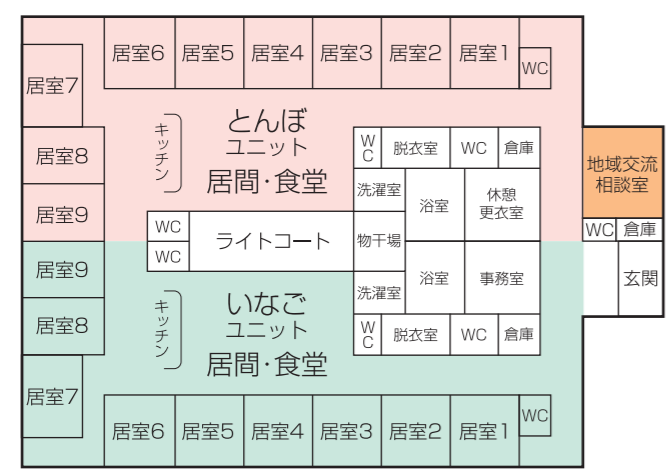 居室6
居室5
居室4
居室3
居室2
居室1
WC
居室7
居室8
居室9
キッチン
とんぼ
ユニット
居間・食堂
WC
脱衣室
WC
倉庫
洗濯室
浴室
休憩
更衣室
地域交流
相談室
WC
倉庫
玄関
WC
WC
ライトコート
物干場
居室9
居室8
居室7
キッチン
いなご
ユニット
居間・食堂
洗濯室
浴室
事務室
WC
脱衣室
WC
倉庫
居室6
居室5
居室4
居室3
居室2
居室1
WC